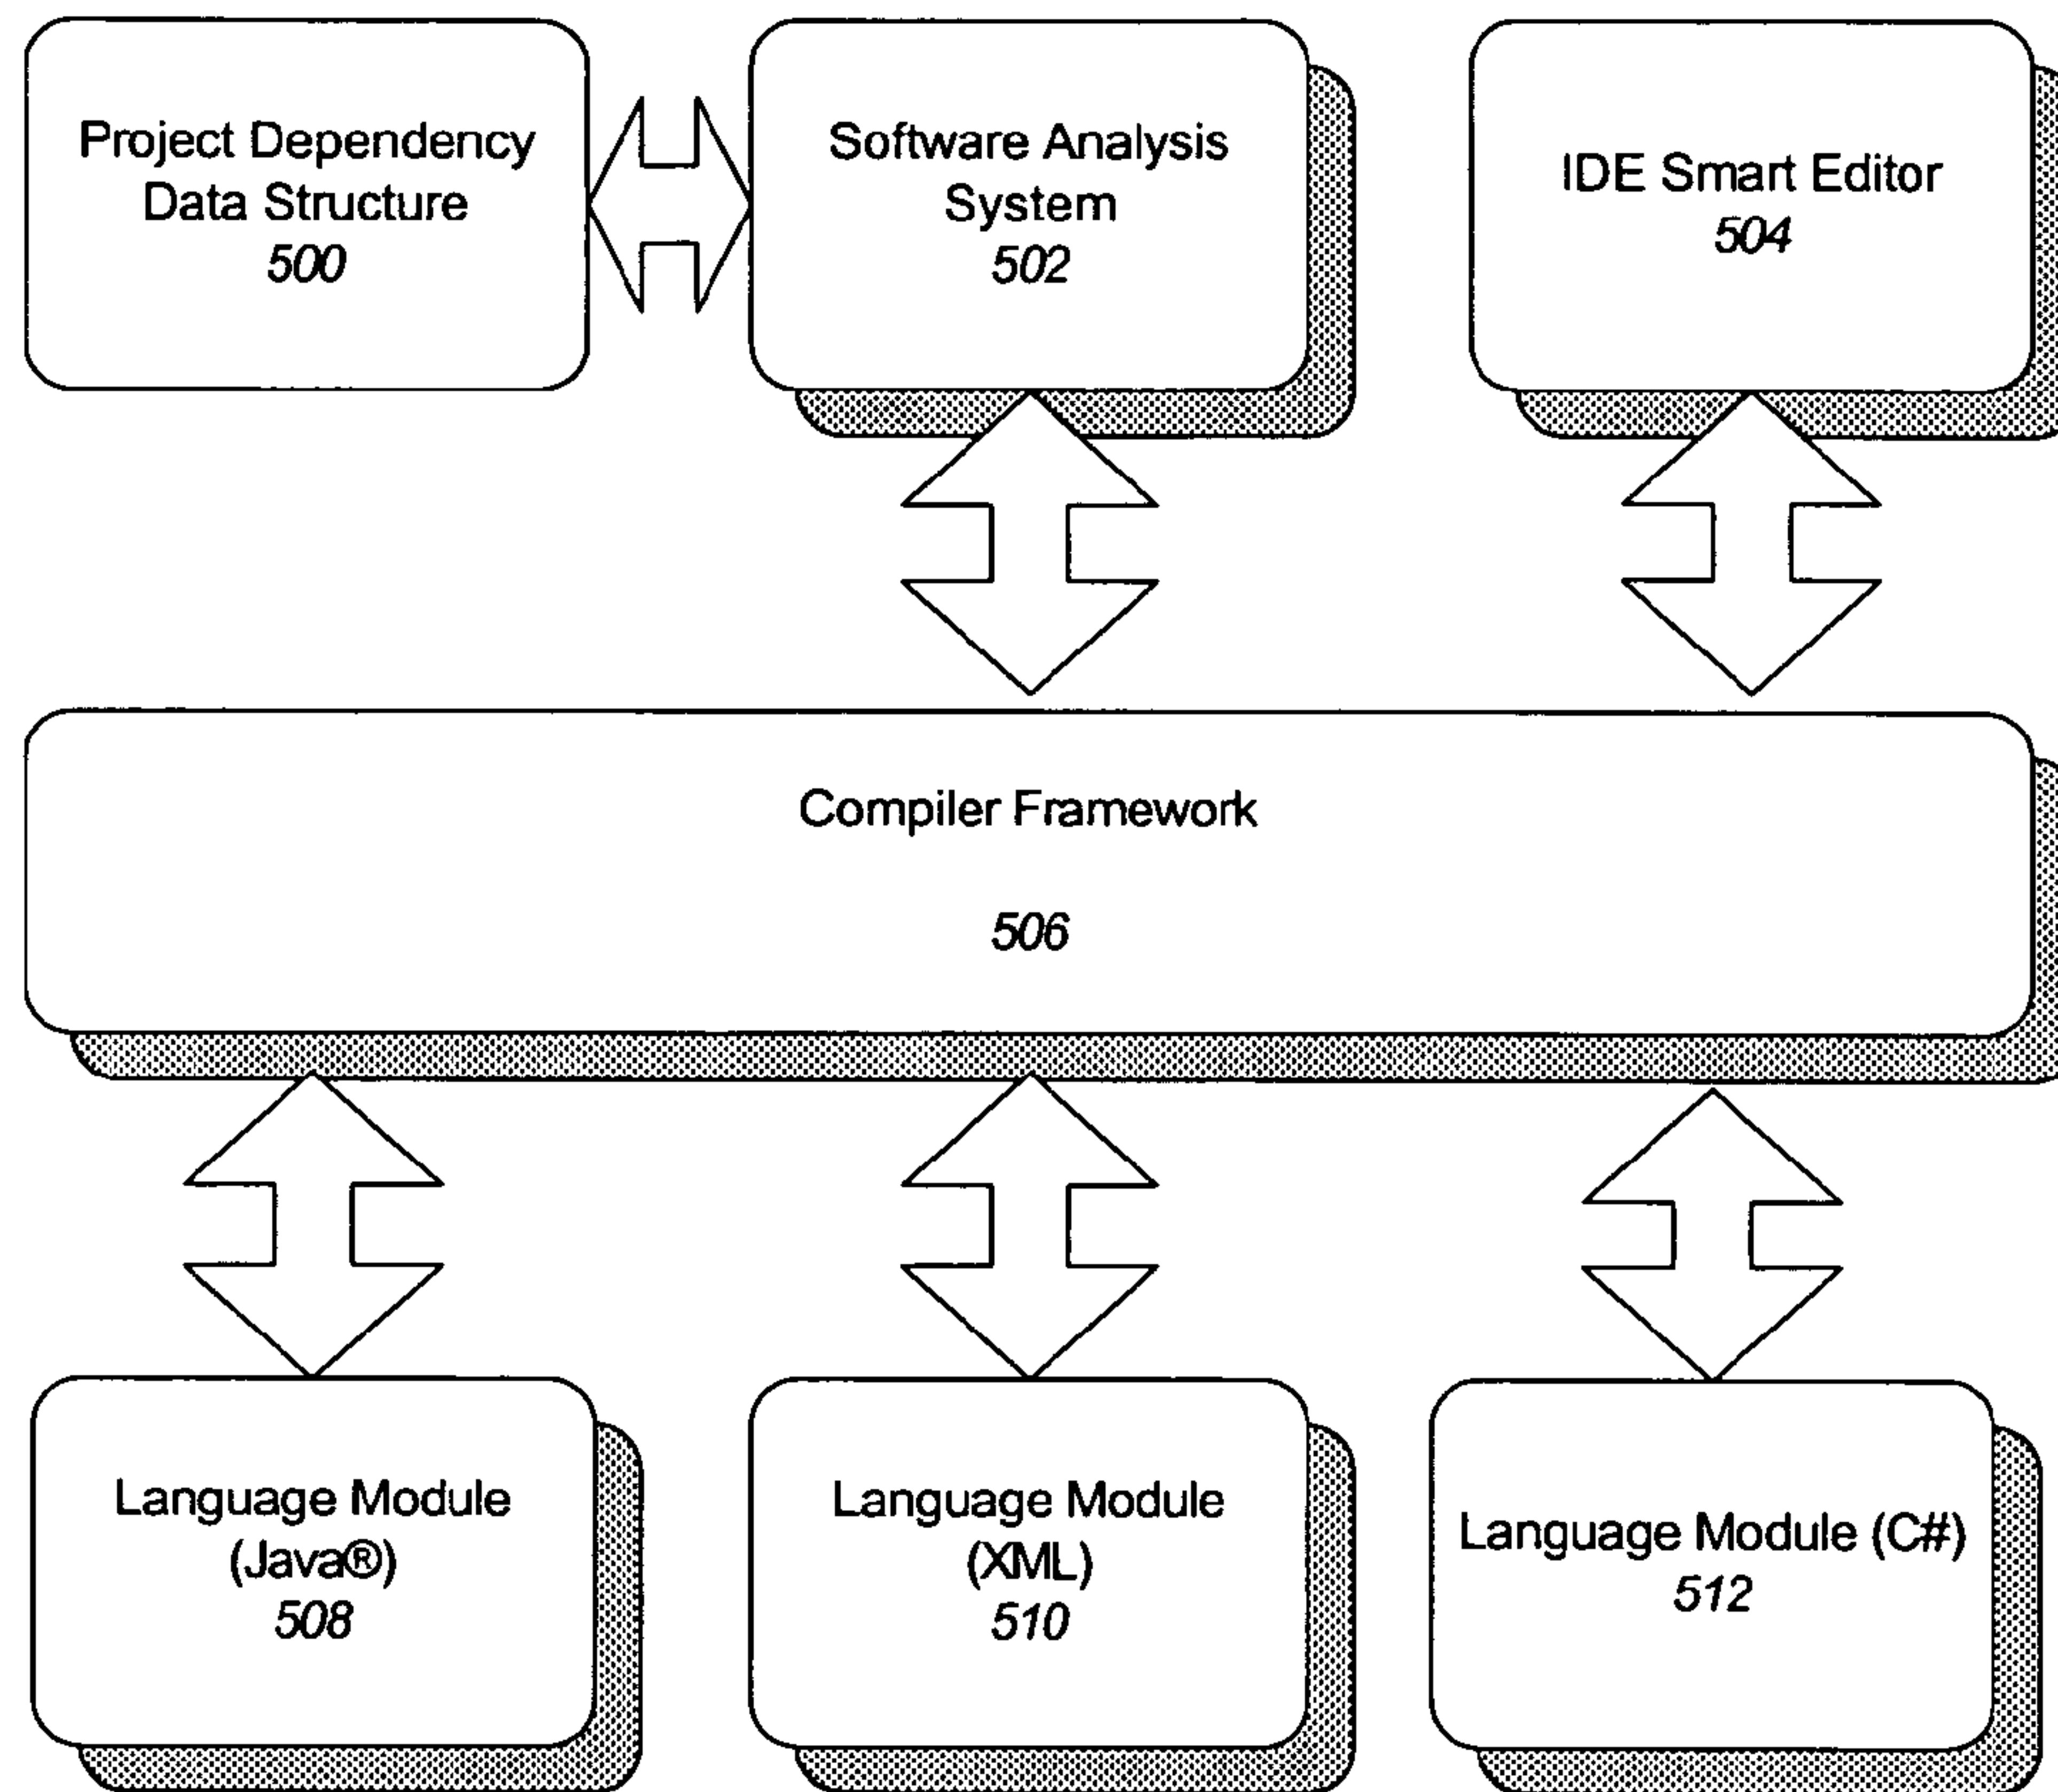 Project Dependency
Data Structure
500
Software Analysis
System
502
IDE Smart Editor
504
Compiler Framework
506
Language Module
(Java®)
508
Language Module
(XML)
510
Language Module (C#)
512